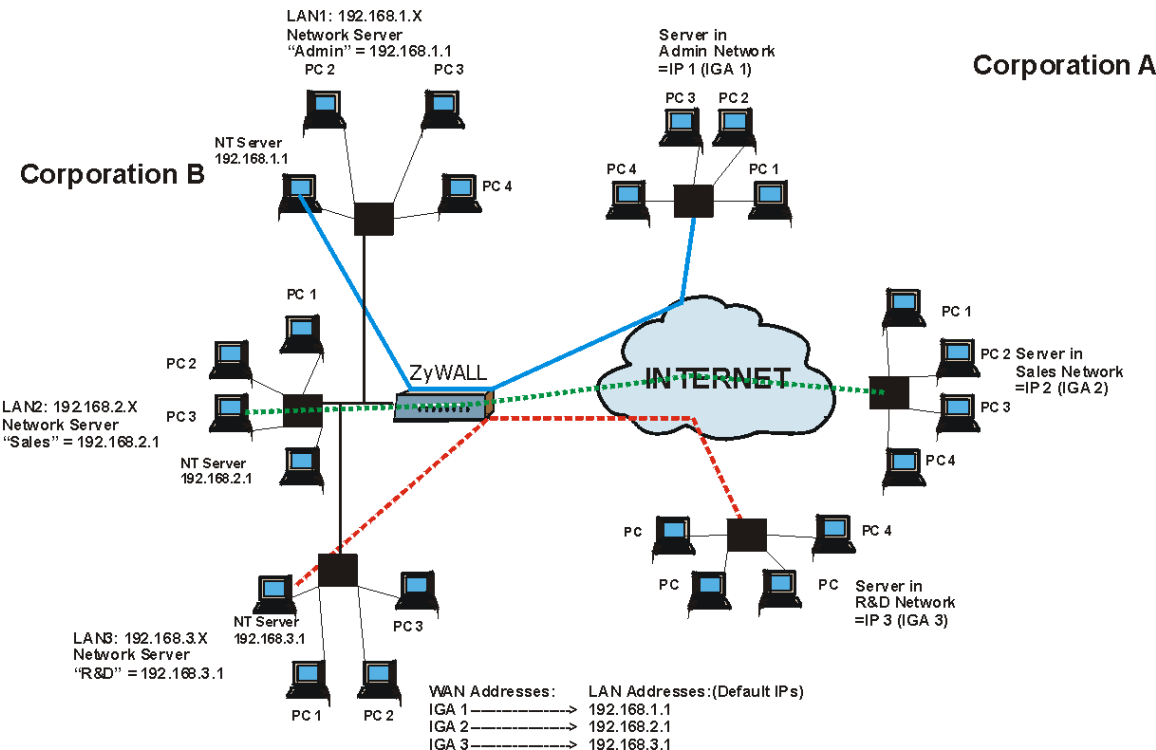 LAN1: 192.168.1.X
Network Server
“Admin” = 192.168.1.1
PC 2
PC 3
NT Server
192.168.1.1
PC 4
Corporation B
Server in
Admin Network
=IP 1 (IGA 1)
PC 3
PC 2
PC 4
PC 1
Corporation A
PC 1
PC 2
PC 3
LAN2: 192.168.2.X
Network Server
“Sales” = 192.168.2.1
NT Server
192.168.2.1
ZyWALL
INTERNET
PC 1
PC 2
Server in
Sales Network
=IP 2 (IGA 2)
PC 3
PC 4
PC
PC 4
PC
PC
Server in
R&D Network
=IP 3 (IGA 3)
NT Server
192.168.3.1
PC 3
LAN3: 192.168.3.X
Network Server
“R&D” = 192.168.3.1
PC 1
PC 2
WAN Addresses: LAN Addresses:(Default IPs)
IGA 1-------------------> 192.168.1.1
IGA 2-------------------> 192.168.2.1
IGA 3-------------------> 192.168.3.1